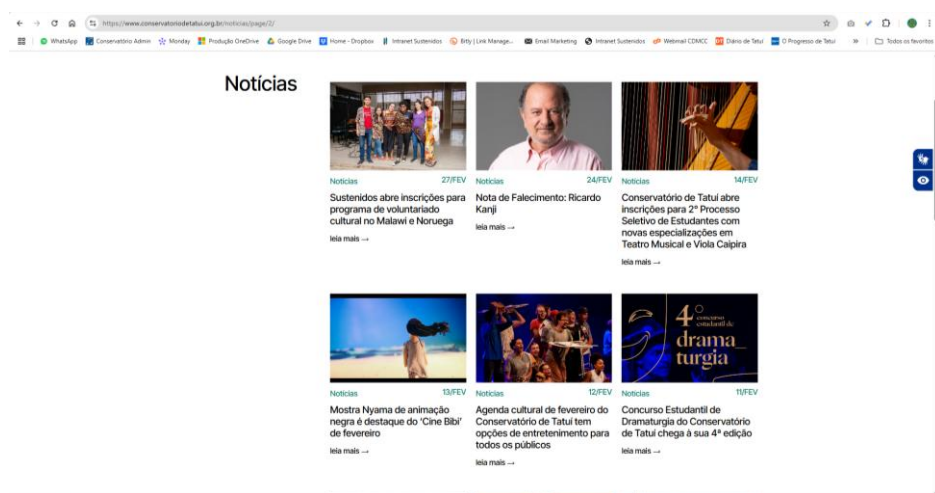 https://www.conservatoriodetatui.org.br/noticias/page/2/
WhatsApp
Conservatório Admin
Monday
Produção OneDrive
Google Drive
Home - Dropbox
Intranet Sustenidos
Bitly | Link Manage...
Email Marketing
Intranet Sustenidos
Webmail CDMCC
Diário de Tatuí
O Progresso de Tatuí
»
Todos os favoritos
Notícias
Notícias 27/FEV
Sustenidos abre inscrições para
programa de voluntariado
cultural no Malawi e Noruega
leia mais →
Notícias 24/FEV
Nota de Falecimento: Ricardo
Kanji
leia mais →
Notícias 14/FEV
Conservatório de Tatuí abre
inscrições para 2º Processo
Seletivo de Estudantes com
novas especializações em
Teatro Musical e Viola Caipira
leia mais →
Notícias 13/FEV
Mostra Nyama de animação
negra é destaque do ‘Cine Bibi’
de fevereiro
leia mais →
Notícias 12/FEV
Agenda cultural de fevereiro do
Conservatório de Tatuí tem
opções de entretenimento para
todos os públicos
leia mais →
4º concurso
estudantil de
drama_
turgia
Notícias 11/FEV
Concurso Estudantil de
Dramaturgia do Conservatório
de Tatuí chega à sua 4ª edição
leia mais →